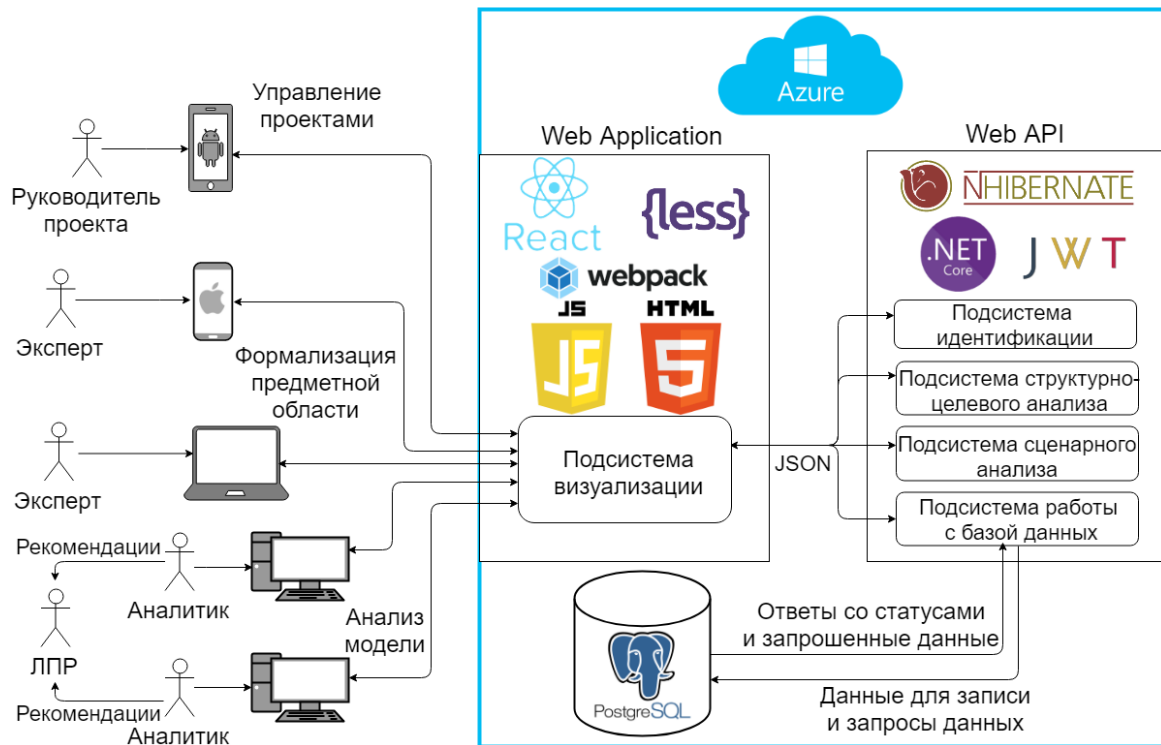 Azure
Управление
проектами
Руководитель
проекта
Эксперт
Формализация
предметной
области
Эксперт
Рекомендации
Аналитик
ЛПР
Анализ
модели
Рекомендации
Аналитик
Web Application
React
{less}
webpack
JS
HTML
JS
5
Подсистема
визуализации
JSON
Web API
NHIBERNATE
.NET
Core
JWT
Подсистема
идентификации
Подсистема структурно-
целевого анализа
Подсистема сценарного
анализа
Подсистема работы
с базой данных
PostgreSQL
Ответы со статусами
и запрошенные данные
Данные для записи
и запросы данных